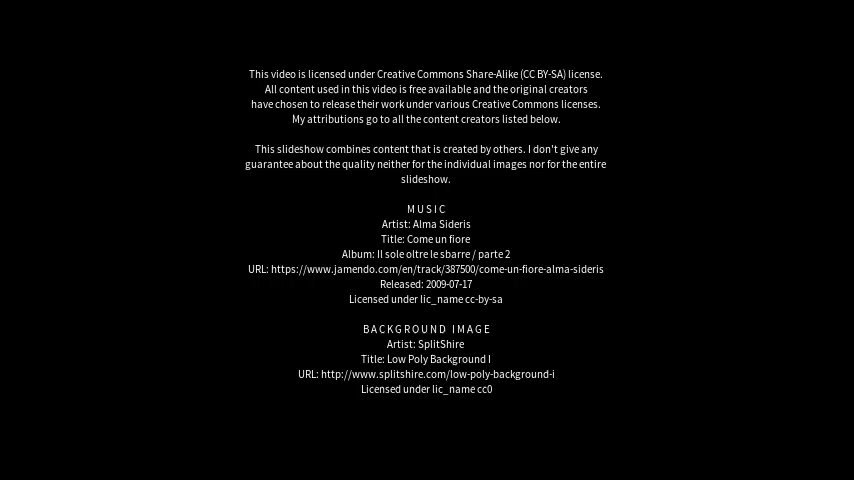 This video is licensed under Creative Commons Share-Alike (CC BY-SA) license.
All content used in this video is free available and the original creators
have chosen to release their work under various Creative Commons licenses.
My attributions go to all the content creators listed below.
This slideshow combines content that is created by others. I don't give any
guarantee about the quality neither for the individual images nor for the entire
slideshow.
MUSIC
Artist: Alma Sideris
Title: Come un fiore
Album: Il sole oltre le sbarre / parte 2
URL: https://www.jamendo.com/en/track/387500/come-un-fiore-alma-sideris
Released: 2009-07-17
Licensed under lic_name cc-by-sa
BACKGROUND IMAGE
Artist: SplitShire
Title: Low Poly Background I
URL: http://www.splitshire.com/low-poly-background-i
Licensed under lic_name cc0